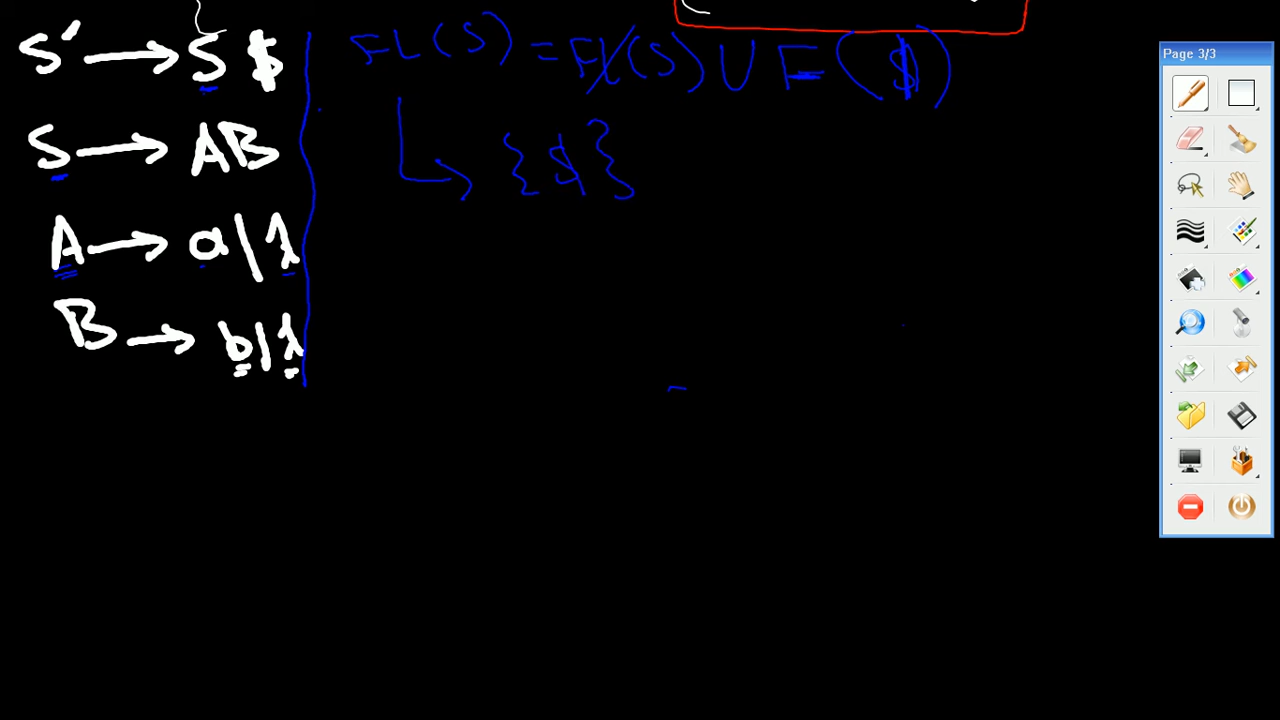 S' → S $
FL(S) = FL(S) U F($)
→ {$}
S → AB
A → a|λ
B → b|λ
Page 3/3